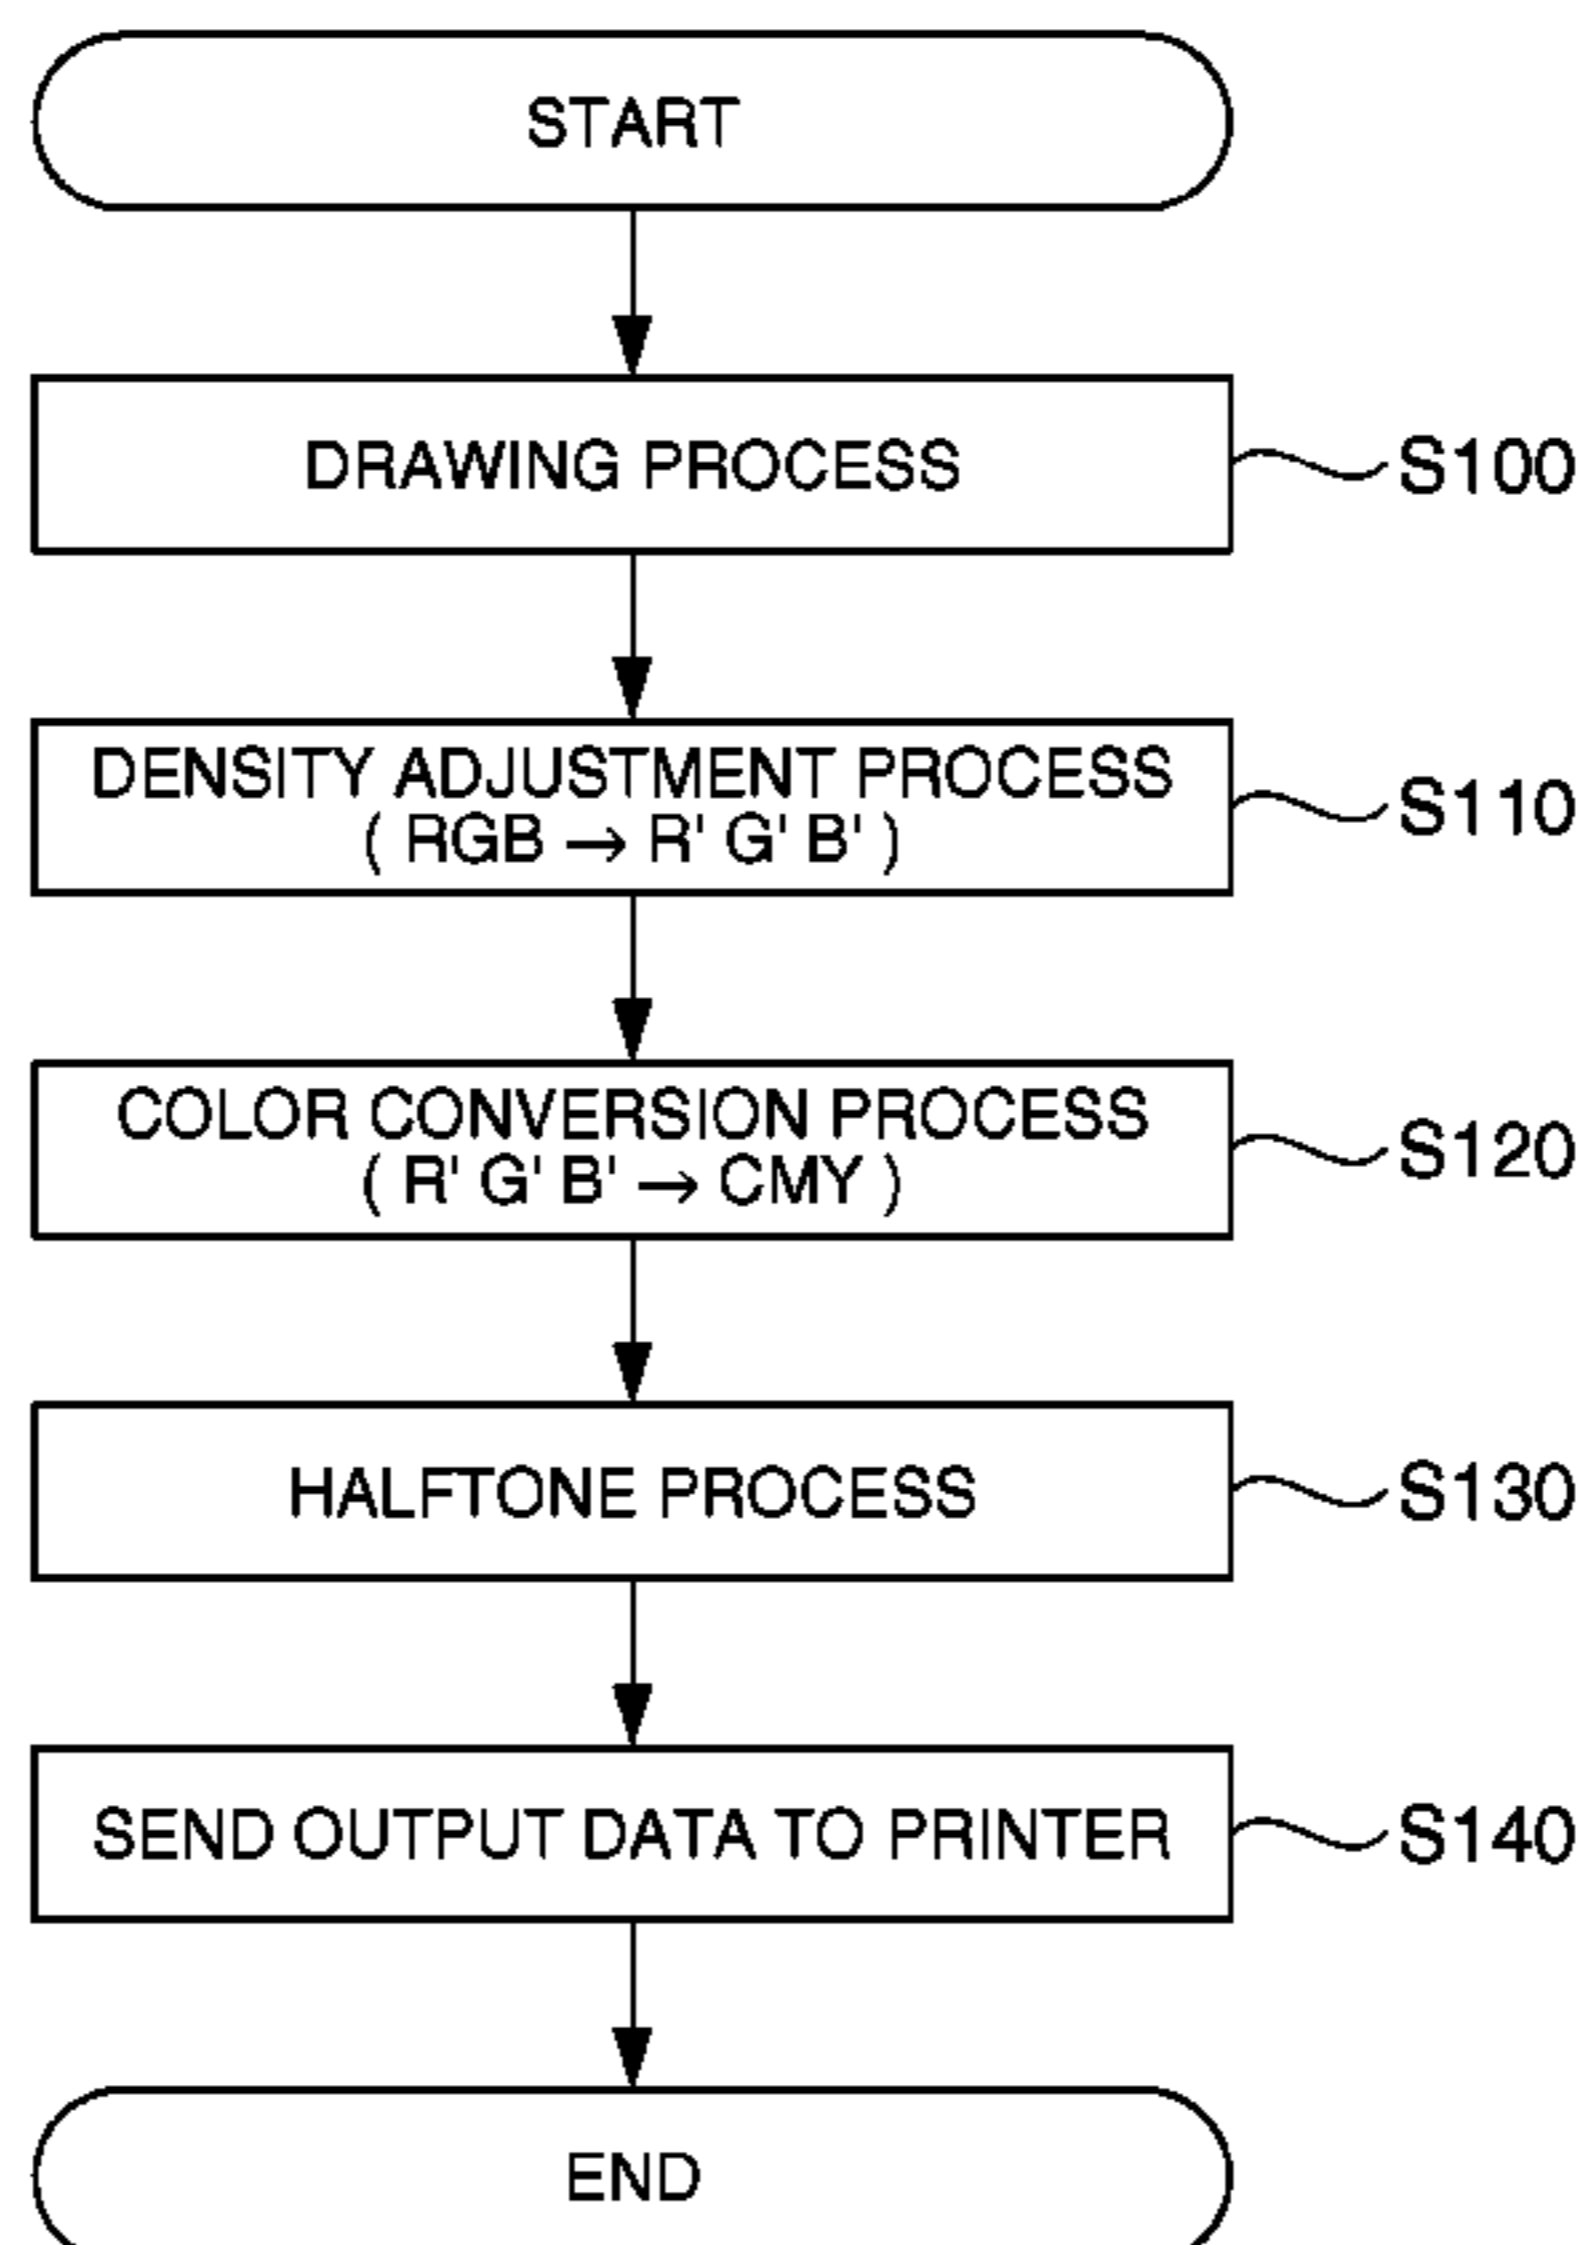 START
DRAWING PROCESS
S100
DENSITY ADJUSTMENT PROCESS
( RGB → R' G' B' )
S110
COLOR CONVERSION PROCESS
( R' G' B' → CMY )
S120
HALFTONE PROCESS
S130
SEND OUTPUT DATA TO PRINTER
S140
END